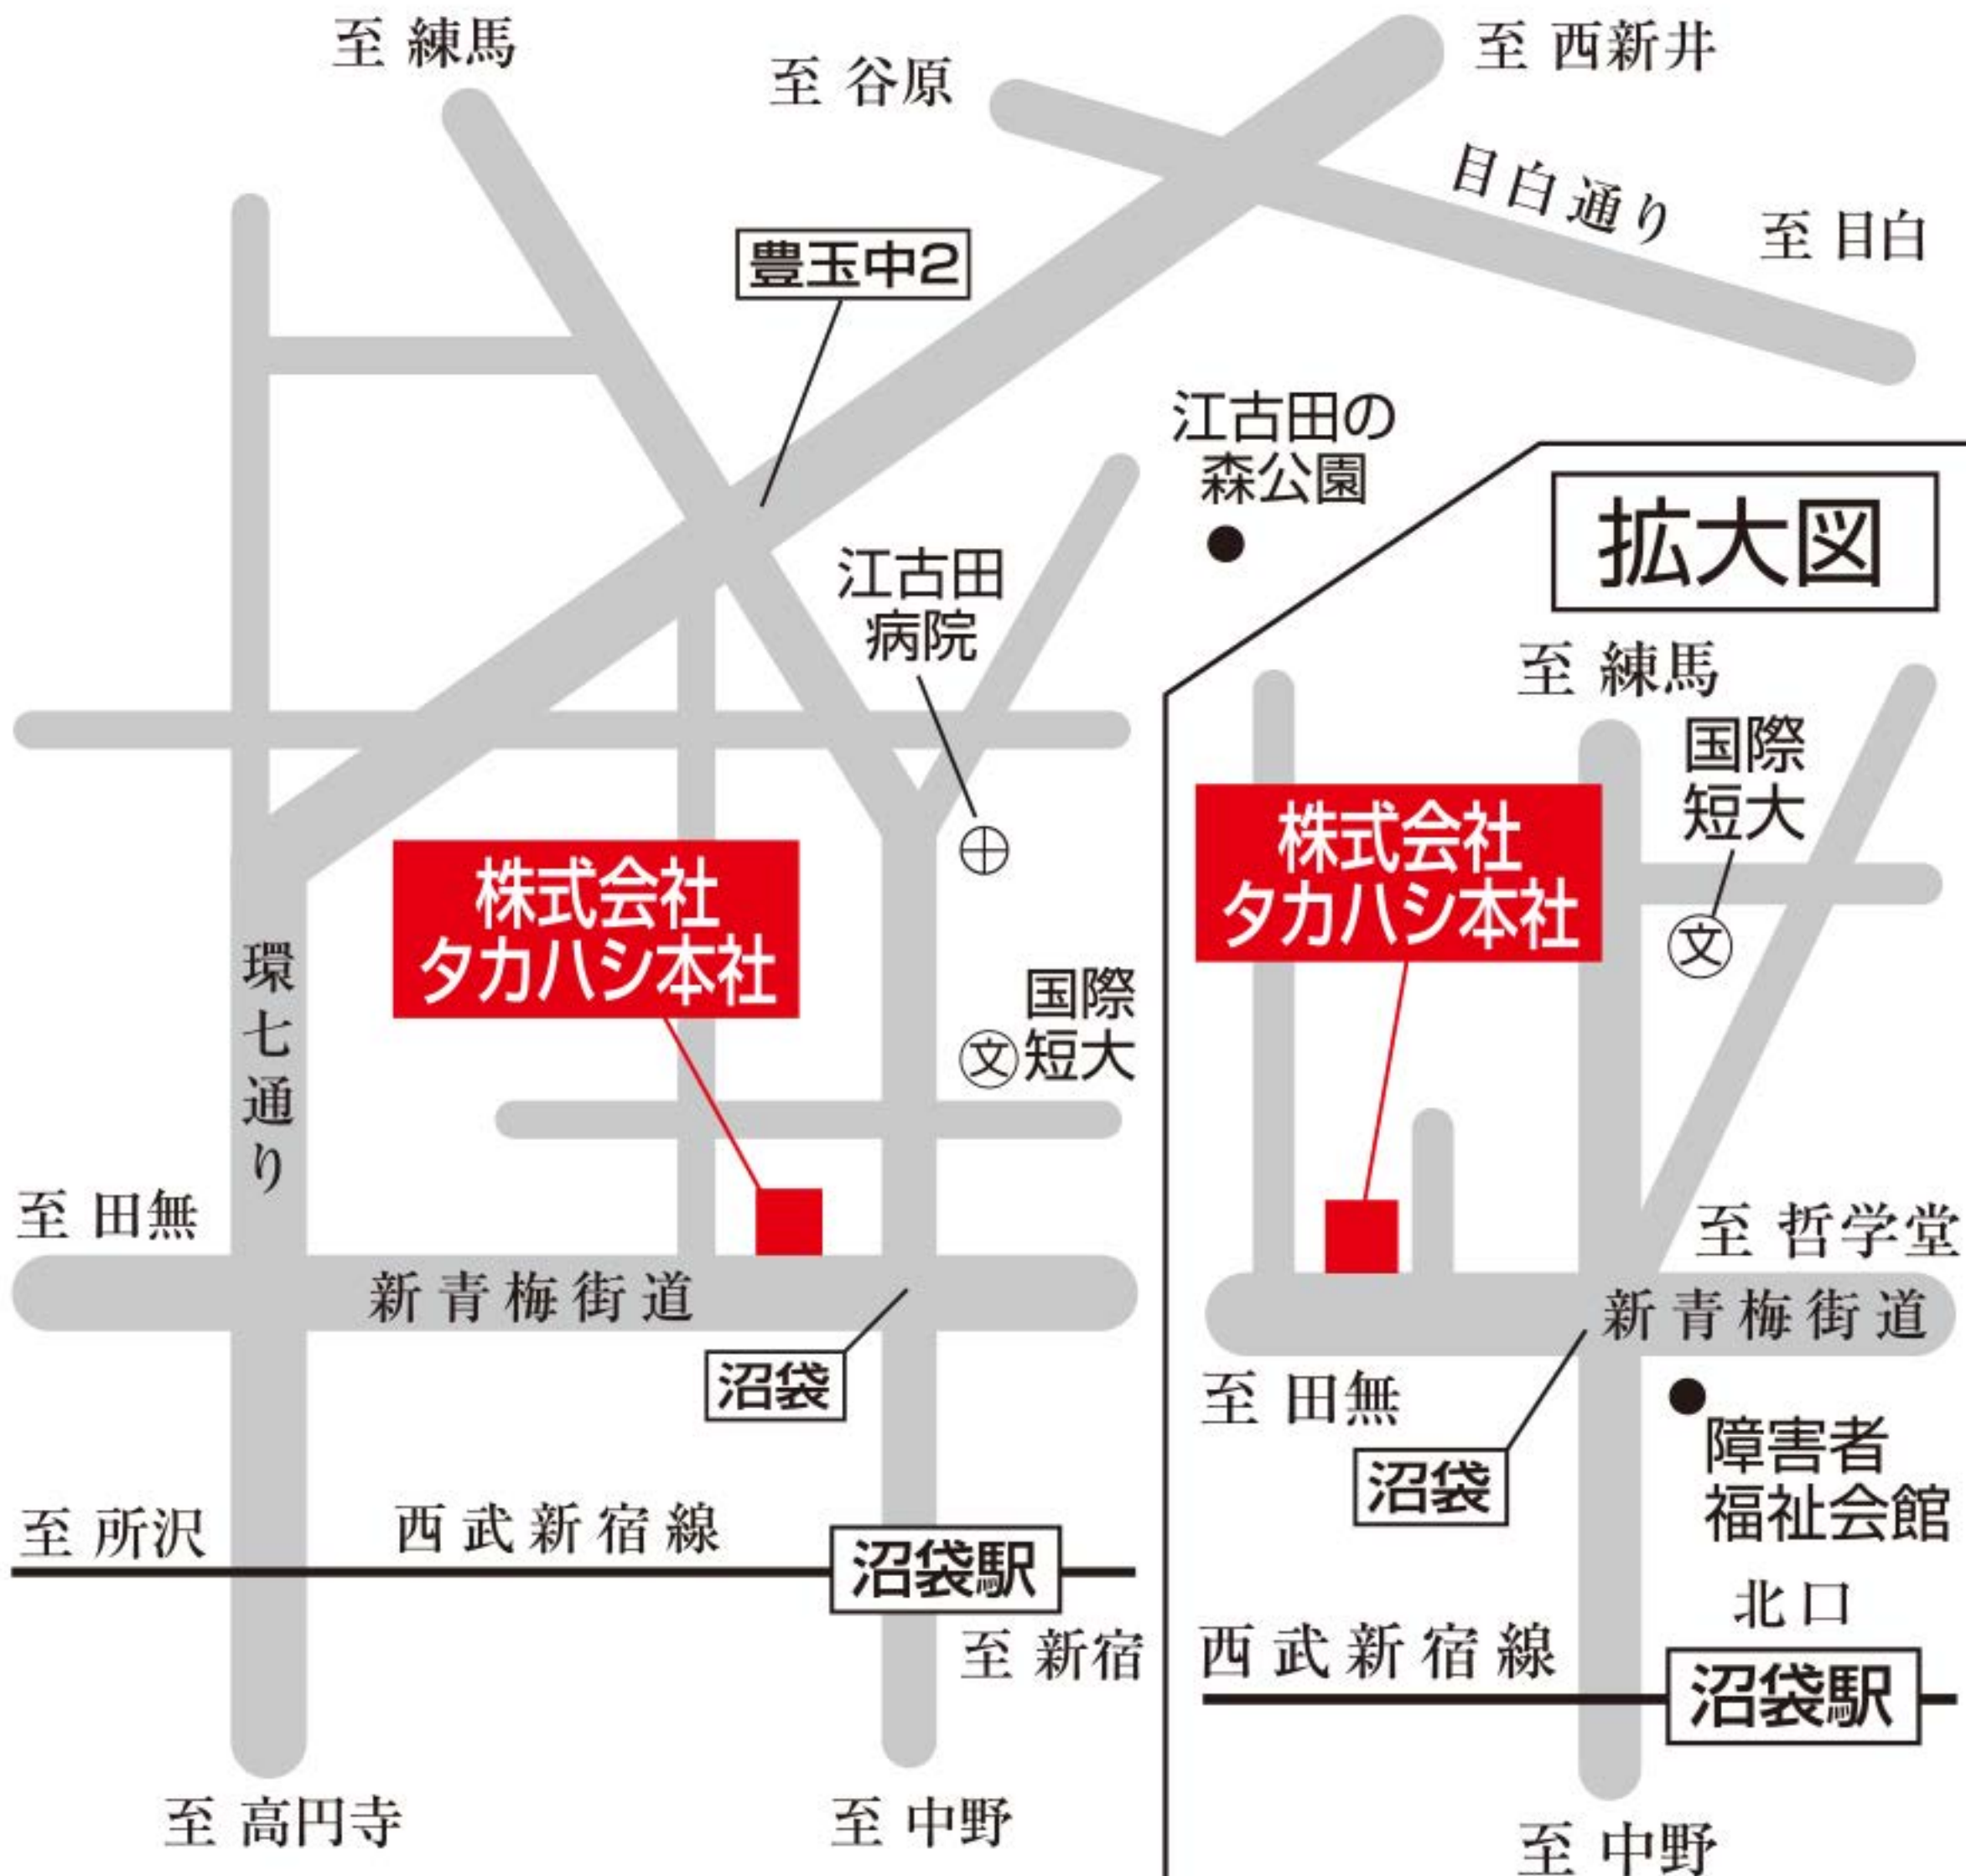 至 練馬
至 谷原
至 西新井
目白通り
至 目白
豊玉中2
江古田の
森公園
江古田
病院
株式会社
タカハシ本社
環七通り
国際
短大
文
至 田無
新青梅街道
沼袋
至 所沢
西武新宿線
沼袋駅
至 新宿
至 高円寺
至 中野
拡大図
至 練馬
国際
短大
文
株式会社
タカハシ本社
至 哲学堂
新青梅街道
至 田無
沼袋
障害者
福祉会館
北口
西武新宿線
沼袋駅
至 中野